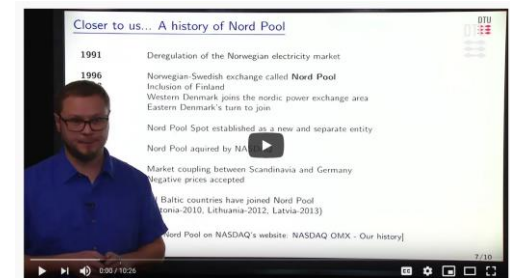 Closer to us... A history of Nord Pool
DTU
1991 Deregulation of the Norwegian electricity market
1996 Norwegian-Swedish exchange called Nord Pool
Inclusion of Finland
Western Denmark joins the nordic power exchange area
Eastern Denmark's turn to join
Nord Pool Spot established as a new and separate entity
Nord Pool aquired by
Market coupling between Scandinavia and Germany
Negative prices accepted
Baltic countries have joined Nord Pool
tonia-2010, Lithuania-2012, Latvia-2013)
Nord Pool on NASDAQ's website: NASDAQ OMX - Our history]
7/10
0:00 / 10:26
CC